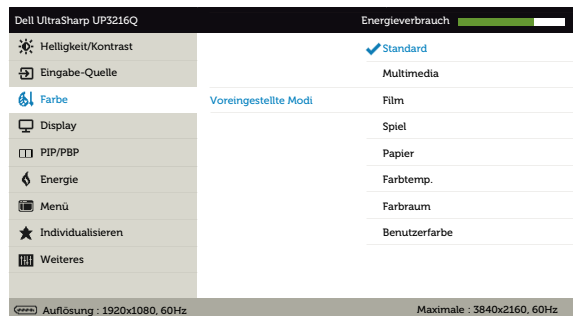 Dell UltraSharp UP3216Q
Energieverbrauch
Helligkeit/Kontrast
Eingabe-Quelle
Farbe
Display
PIP/PBP
Energie
Menü
Individualisieren
Weiteres
Voreingestellte Modi
Standard
Multimedia
Film
Spiel
Papier
Farbtemp.
Farbraum
Benutzerfarbe
Auflösung : 1920x1080, 60Hz
Maximale : 3840x2160, 60Hz